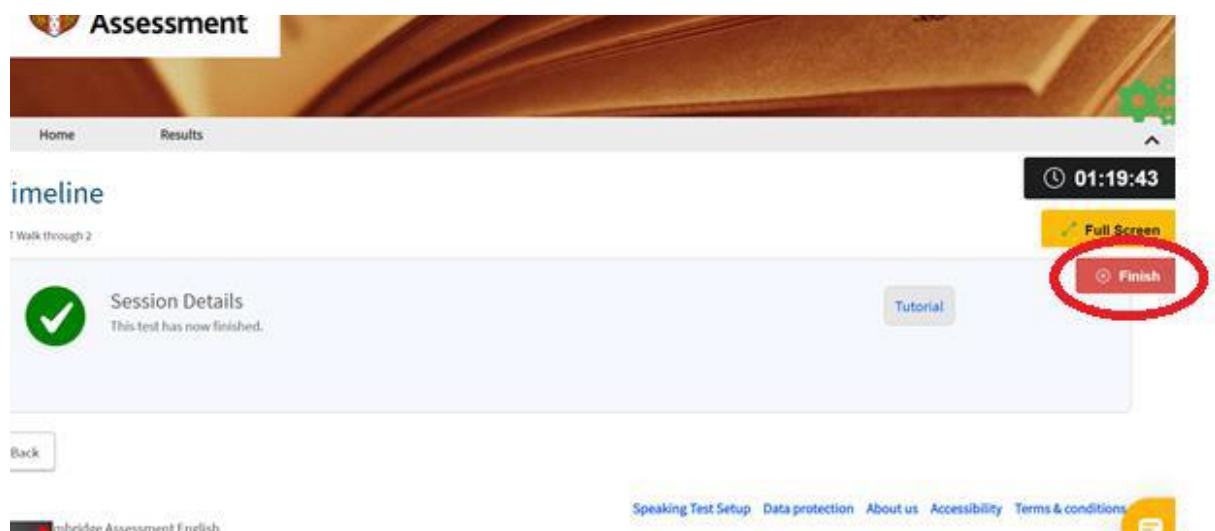 Assessment
Home Results
imeline
01:19:43
Walk through 2
Full Screen
Finish
Session Details
This test has now finished.
Tutorial
Back
Speaking Test Setup Data protection About us Accessibility Terms & conditions
mbridge Assessment English